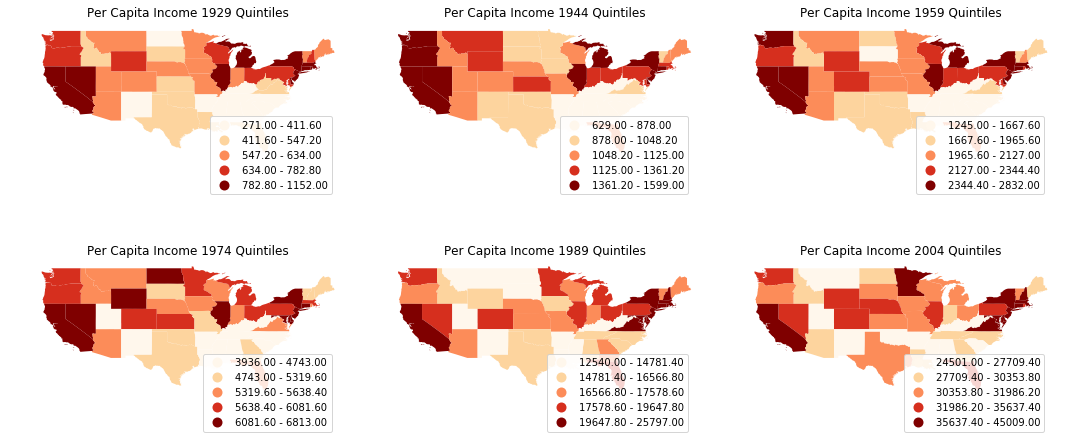 Per Capita Income 1929 Quintiles
271.00 - 411.60
411.60 - 547.20
547.20 - 634.00
634.00 - 782.80
782.80 - 1152.00
Per Capita Income 1944 Quintiles
629.00 - 878.00
878.00 - 1048.20
1048.20 - 1125.00
1125.00 - 1361.20
1361.20 - 1599.00
Per Capita Income 1959 Quintiles
1245.00 - 1667.60
1667.60 - 1965.60
1965.60 - 2127.00
2127.00 - 2344.40
2344.40 - 2832.00
Per Capita Income 1974 Quintiles
3936.00 - 4743.00
4743.00 - 5319.60
5319.60 - 5638.40
5638.40 - 6081.60
6081.60 - 6813.00
Per Capita Income 1989 Quintiles
12540.00 - 14781.40
14781.40 - 16566.80
16566.80 - 17578.60
17578.60 - 19647.80
19647.80 - 25797.00
Per Capita Income 2004 Quintiles
24501.00 - 27709.40
27709.40 - 30353.80
30353.80 - 31986.20
31986.20 - 35637.40
35637.40 - 45009.00